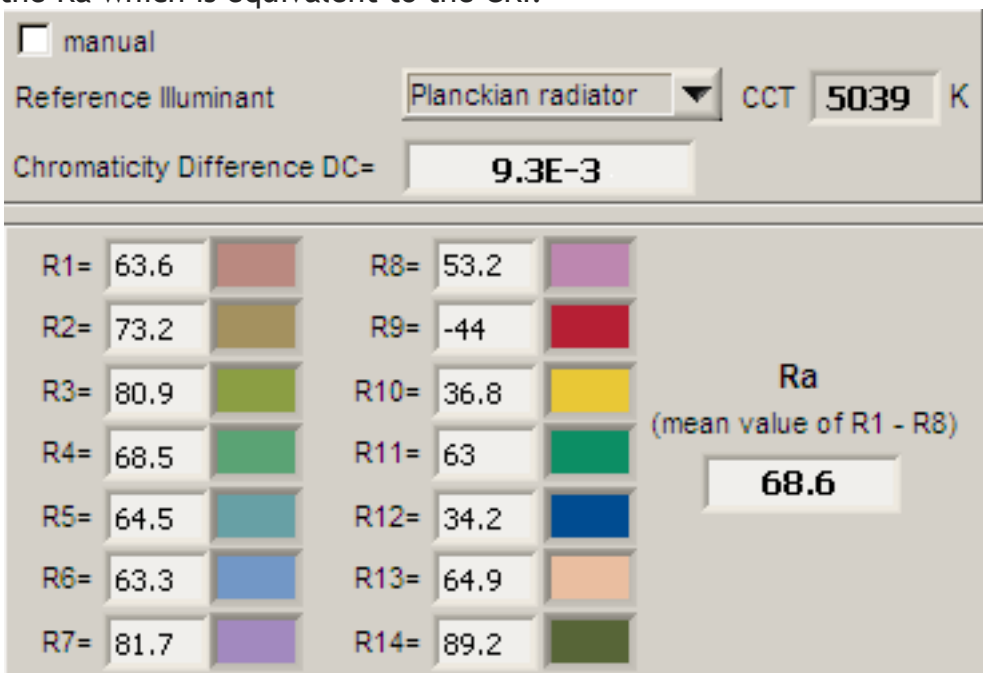 the Ra which is equivalent to the CRI.
manual
Reference Illuminant Planckian radiator CCT 5039 K
Chromaticity Difference DC= 9.3E-3
R1= 63.6 R8= 53.2
R2= 73.2 R9= -44
R3= 80.9 R10= 36.8
R4= 68.5 R11= 63
R5= 64.5 R12= 34.2
R6= 63.3 R13= 64.9
R7= 81.7 R14= 89.2
Ra
(mean value of R1 - R8)
68.6